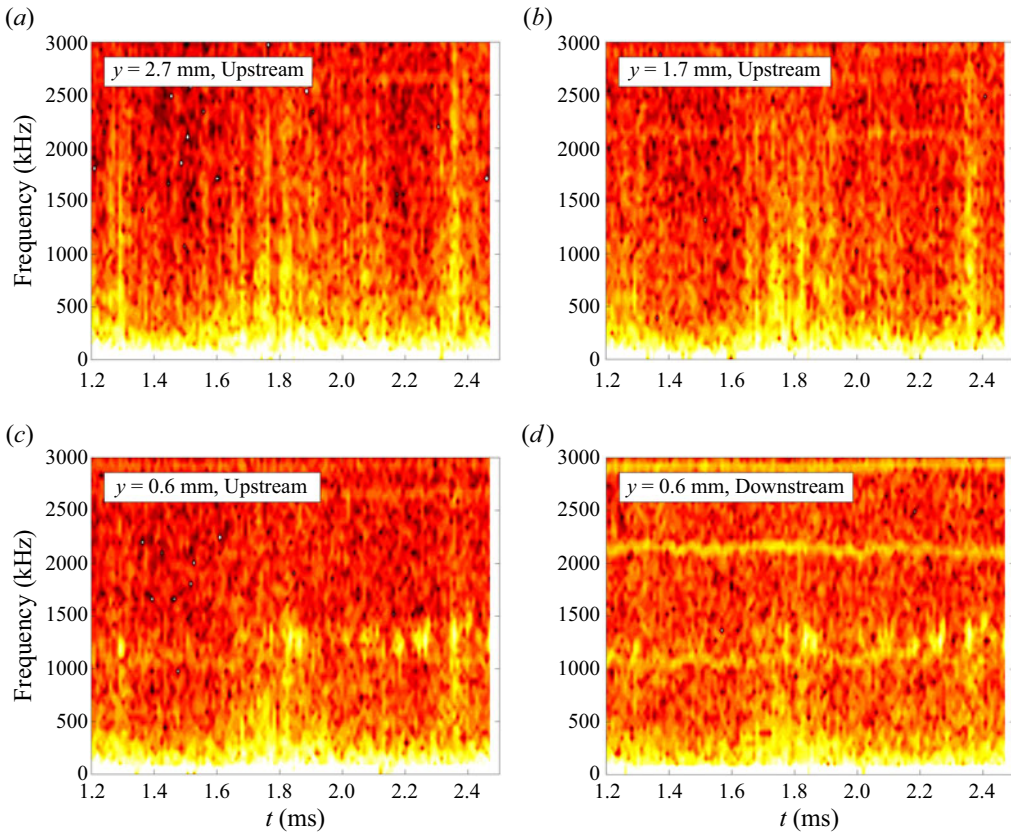 (a)
(b)
3000
2500
2000
1500
1000
500
0
Frequency (kHz)
y = 2.7 mm, Upstream
1.2 1.4 1.6 1.8 2.0 2.2 2.4
3000
2500
2000
1500
1000
500
0
y = 1.7 mm, Upstream
1.2 1.4 1.6 1.8 2.0 2.2 2.4
(c)
(d)
3000
2500
2000
1500
1000
500
0
Frequency (kHz)
y = 0.6 mm, Upstream
1.2 1.4 1.6 1.8 2.0 2.2 2.4
t (ms)
3000
2500
2000
1500
1000
500
0
y = 0.6 mm, Downstream
1.2 1.4 1.6 1.8 2.0 2.2 2.4
t (ms)